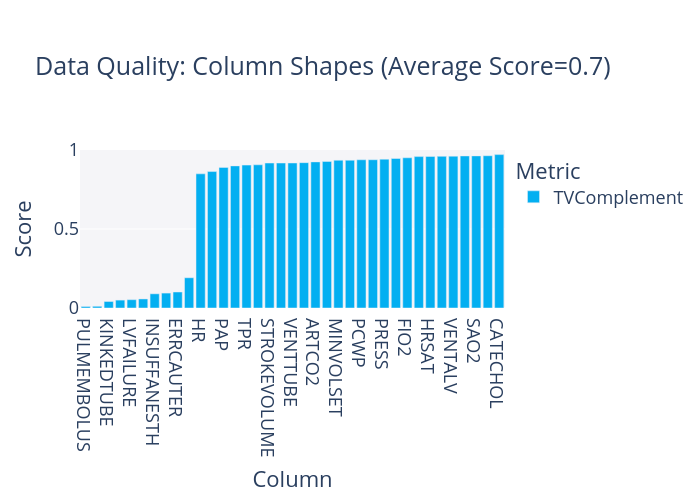 Data Quality: Column Shapes (Average Score=0.7)
1
0.5
0
Score
Metric
TVComplement
PULMEMBOLUS
KINKEDTUBE
LVFAILURE
INSUFFANESTH
ERRCAUTER
HR
PAP
TPR
STROKEVOLUME
VENTTUBE
ARTCO2
MINVOLSET
PCWP
PRESS
FIO2
HRSAT
VENTALV
SAO2
CATECHOL
Column